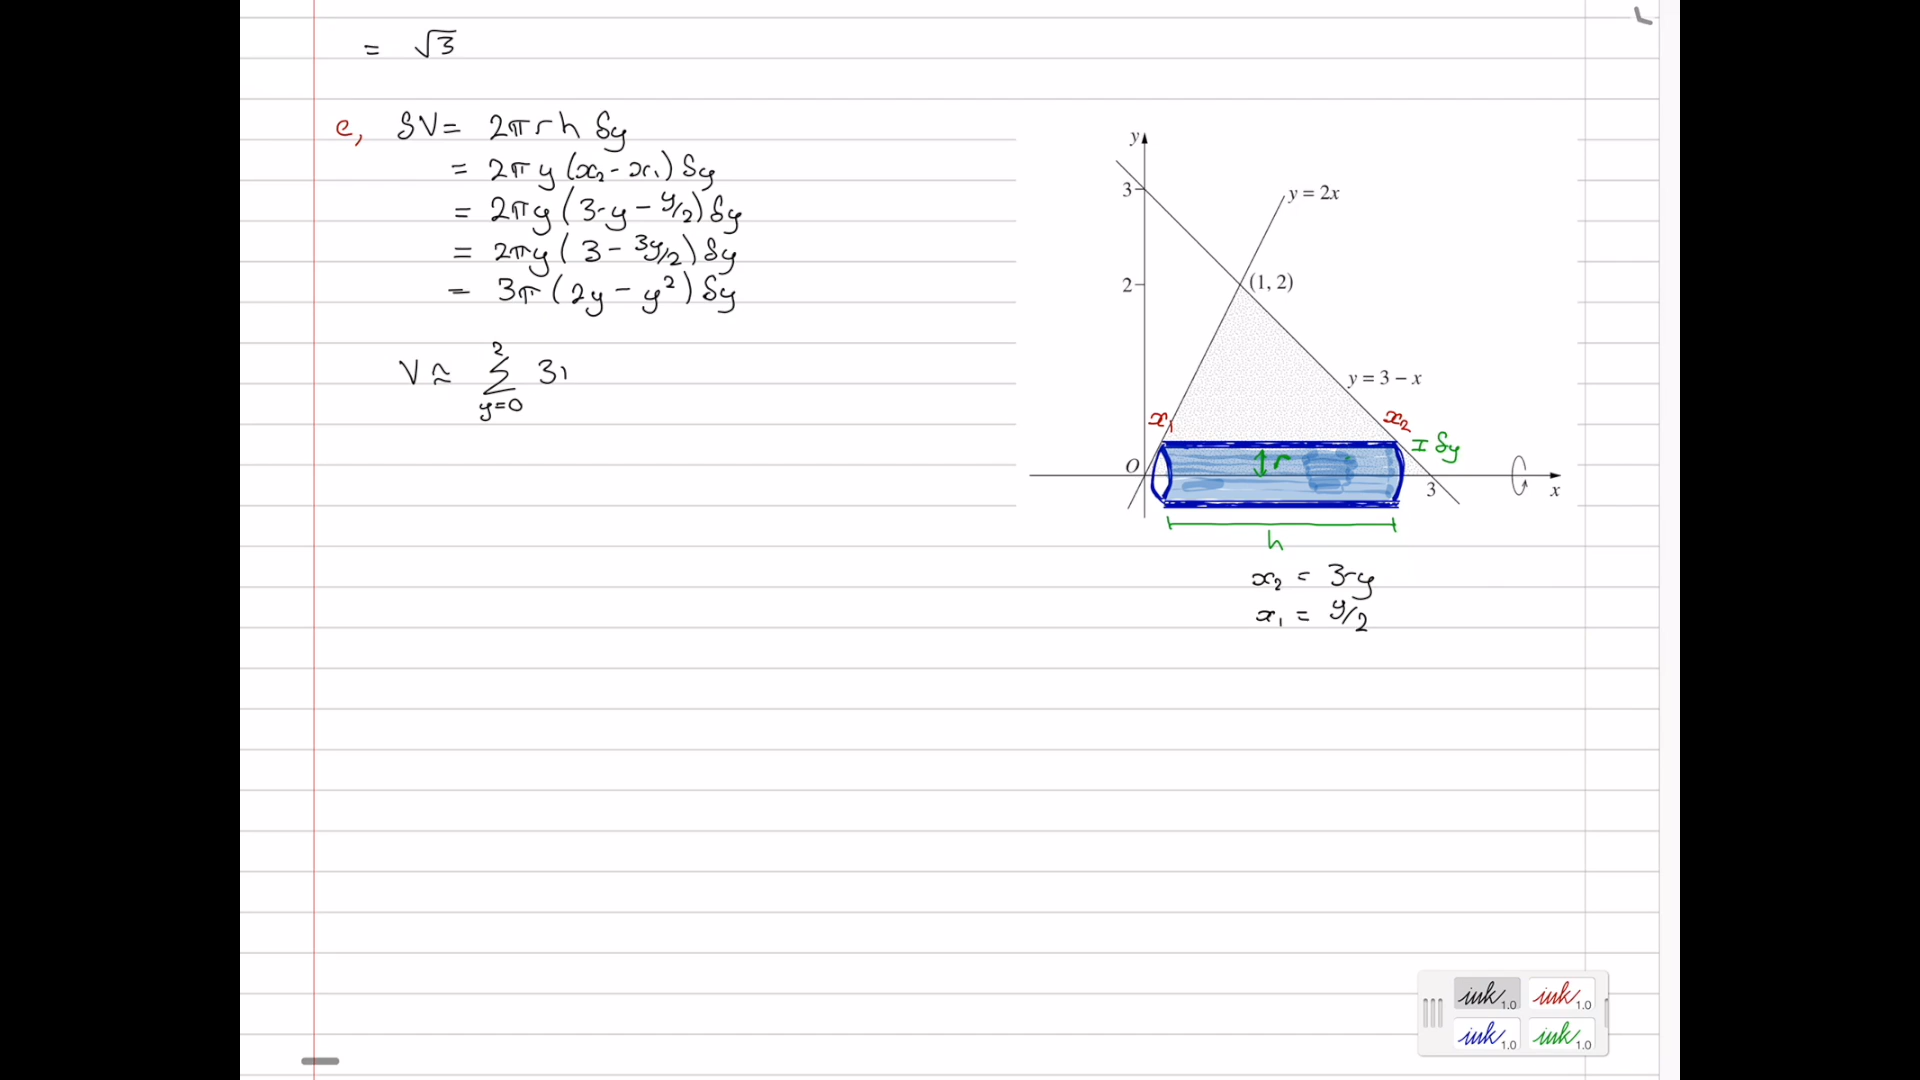 = √3
c, δV = 2πrh δy
= 2πy (x₂ - x₁) δy
= 2πy (3-y - y/2) δy
= 2πy (3 - 3y/2) δy
= 3π (2y - y²) δy
2
V ≈ Σ 3
y=0
y
3
y = 2x
2
(1, 2)
y = 3 − x
x₁
x₂
δy
O
r
3
x
h
x₂ = 3-y
x₁ = y/2
ink 1.0
ink 1.0
ink 1.0
ink 1.0